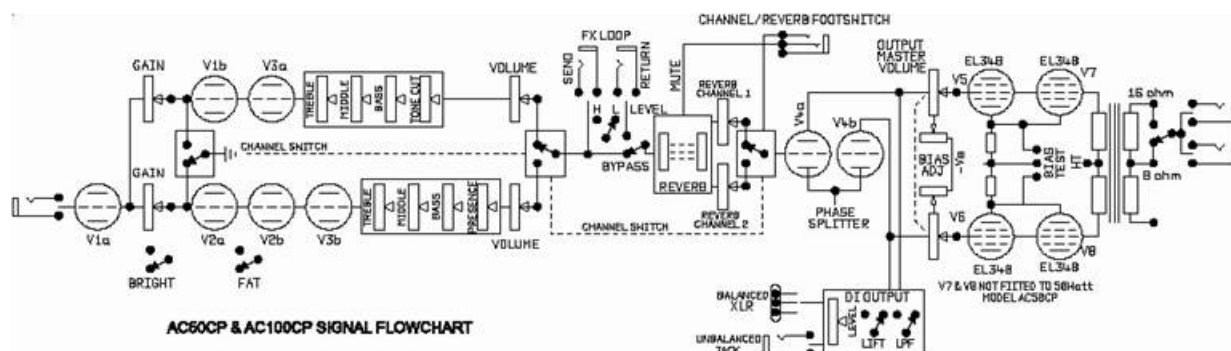 CHANNEL/REVERB FOOTSHITCH
FX LOOP
SEND
RETURN
MUTE
OUTPUT
MASTER
VOLUME
GAIN
V1b
V3a
TREBLE
MIDDLE
BASS
TONE CUT
VOLUME
H
L
LEVEL
REVERB
CHANNEL 1
V5
EL34B
EL34B
V7
16 ohm
V4a
V4b
CHANNEL SWITCH
BYPASS
BIAS
ADJ
-Va
BIAS
TEST
HT
8 ohm
GAIN
REVERB
REVERB
CHANNEL 2
PHASE
SPLITTER
V1a
V2a
V2b
V3b
TREBLE
MIDDLE
BASS
PRESENCE
VOLUME
CHANNEL SWITCH
V6
EL34B
EL34B
V8
BRIGHT
FAT
V7 & V8 NOT FITTED TO 50Watt
MODEL AC50CP
BALANCED
XLR
DI OUTPUT
LEVEL
LIFT
LPF
UNBALANCED
JACK
AC50CP & AC100CP SIGNAL FLOWCHART